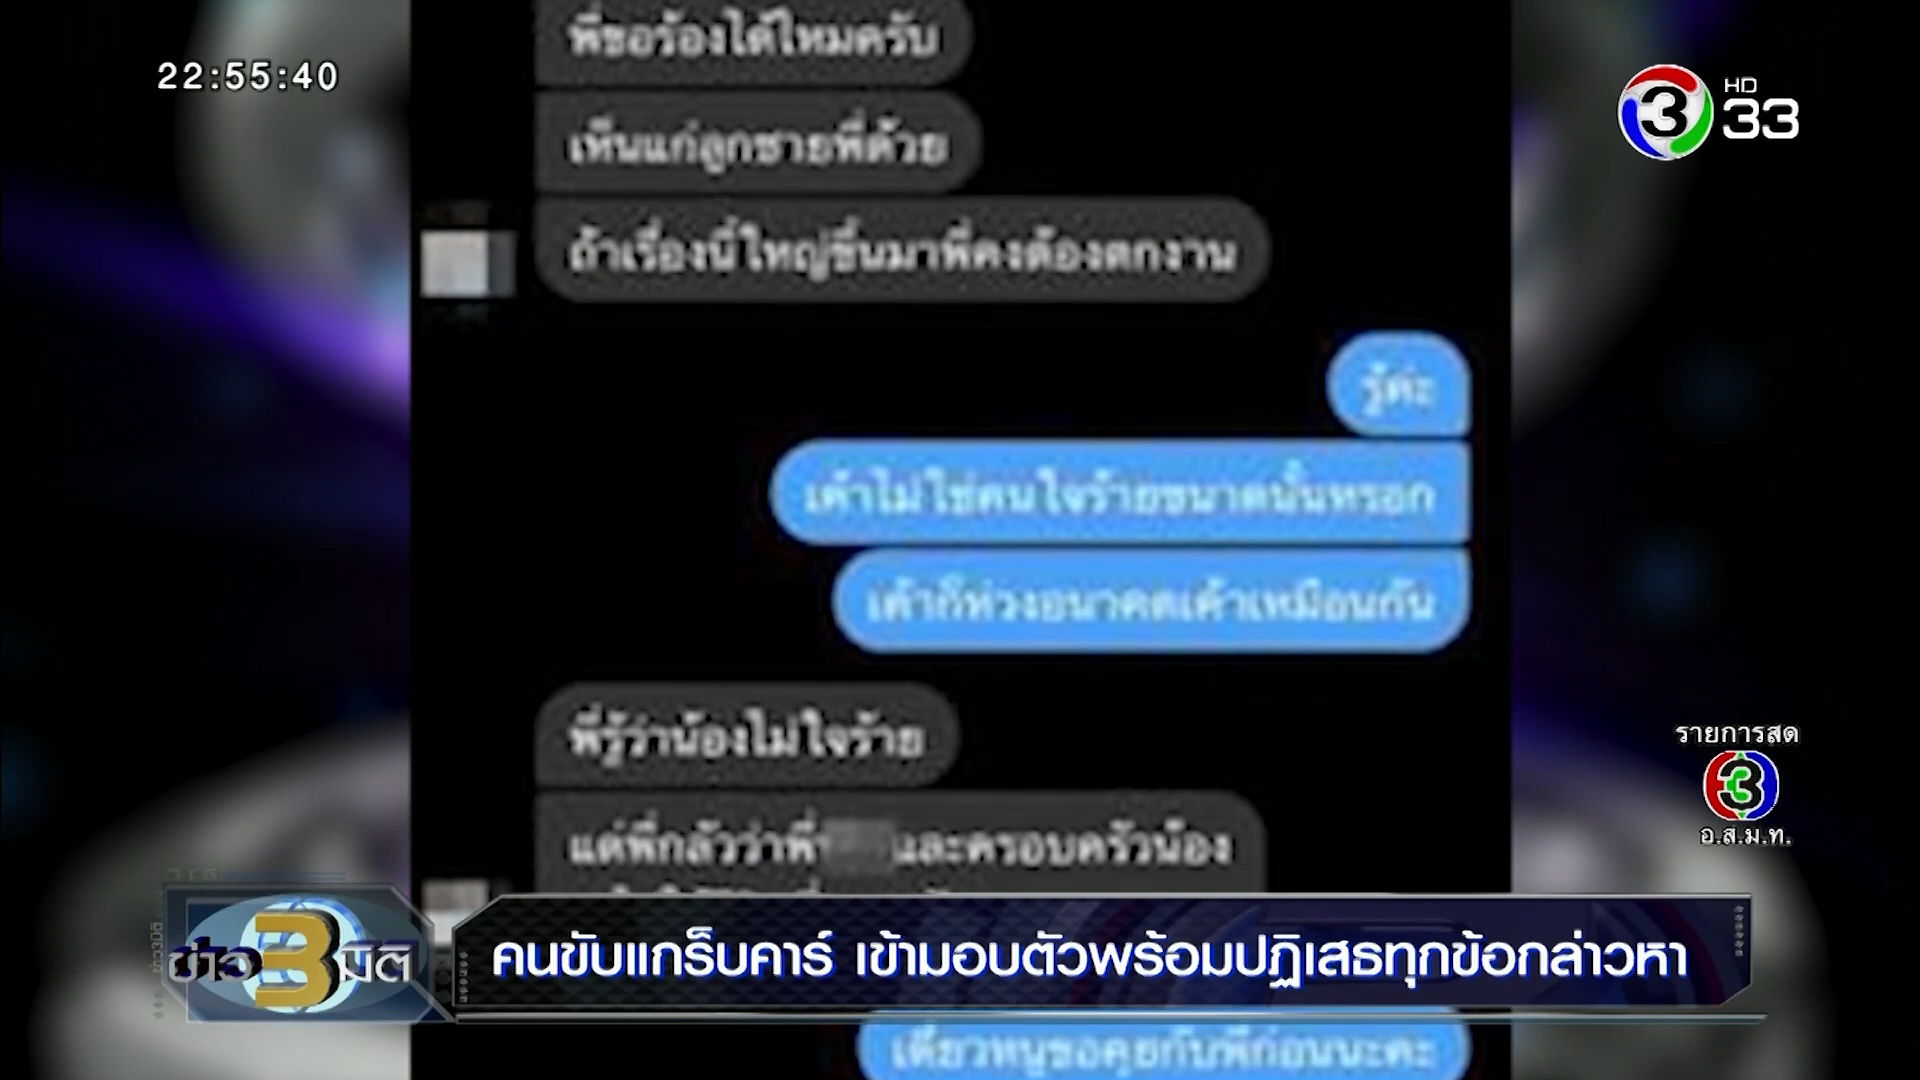 พี่ขอร้องได้ไหมครับ
22:55:40
HD
3 33
เห็นแก่ลูกชายพี่ด้วย
ถ้าเรื่องนี้ใหญ่ขึ้นมาพี่คงต้องตกงาน
รู้ค่ะ
เค้าไม่ใช่คนใจร้ายขนาดนั้นหรอก
เค้าก็ห่วงอนาคตเค้าเหมือนกัน
พี่รู้ว่าน้องไม่ใจร้าย
รายการสด
3
อ.ส.ม.ท.
แต่พี่กลัวว่าพี่ และครอบครัวน้อง
ข่าว3มิติ
คนขับแกร็บคาร์ เข้ามอบตัวพร้อมปฏิเสธทุกข้อกล่าวหา
เดี๋ยวหนูขอคุยกับพี่ก่อนนะคะ